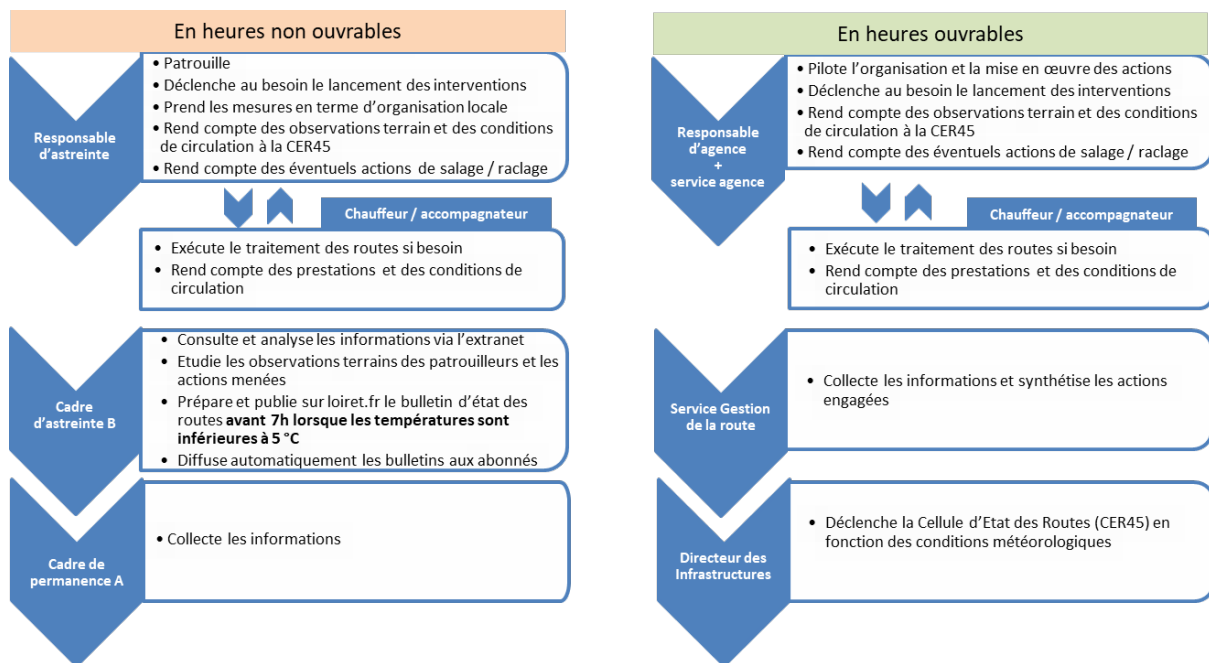 En heures non ouvrables
Responsable
d'astreinte
• Patrouille
• Déclenche au besoin le lancement des interventions
• Prend les mesures en terme d'organisation locale
• Rend compte des observations terrain et des conditions
de circulation à la CER45
• Rend compte des éventuels actions de salage / raclage
Chauffeur / accompagnateur
• Exécute le traitement des routes si besoin
• Rend compte des prestations et des conditions de
circulation
Cadre
d'astreinte B
• Consulte et analyse les informations via l'extranet
• Etudie les observations terrains des patrouilleurs et les
actions menées
• Prépare et publie sur loiret.fr le bulletin d'état des
routes avant 7h lorsque les températures sont
inférieures à 5 °C
• Diffuse automatiquement les bulletins aux abonnés
Cadre de
permanence A
• Collecte les informations
En heures ouvrables
Responsable
d'agence
+
service agence
• Pilote l'organisation et la mise en œuvre des actions
• Déclenche au besoin le lancement des interventions
• Rend compte des observations terrain et des conditions
de circulation à la CER45
• Rend compte des éventuels actions de salage / raclage
Chauffeur / accompagnateur
• Exécute le traitement des routes si besoin
• Rend compte des prestations et des conditions de
circulation
Service Gestion
de la route
• Collecte les informations et synthétise les actions
engagées
Directeur des
Infrastructures
• Déclenche la Cellule d'Etat des Routes (CER45) en
fonction des conditions météorologiques